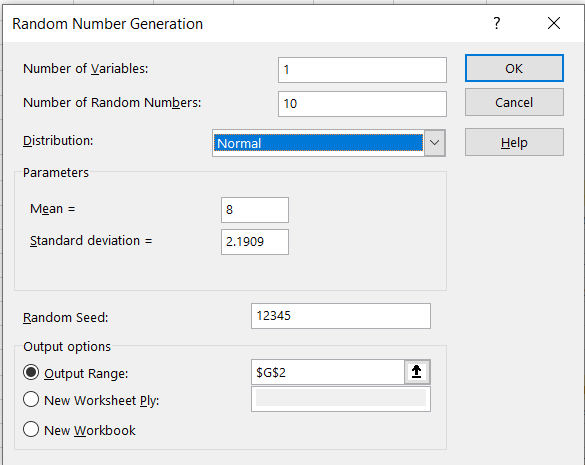 Random Number Generation ? ×
Number of Variables: 1 OK
Number of Random Numbers: 10 Cancel
Distribution: Normal Help
Parameters
Mean = 8
Standard deviation = 2.1909
Random Seed: 12345
Output options
Output Range: $G$2
New Worksheet Ply:
New Workbook